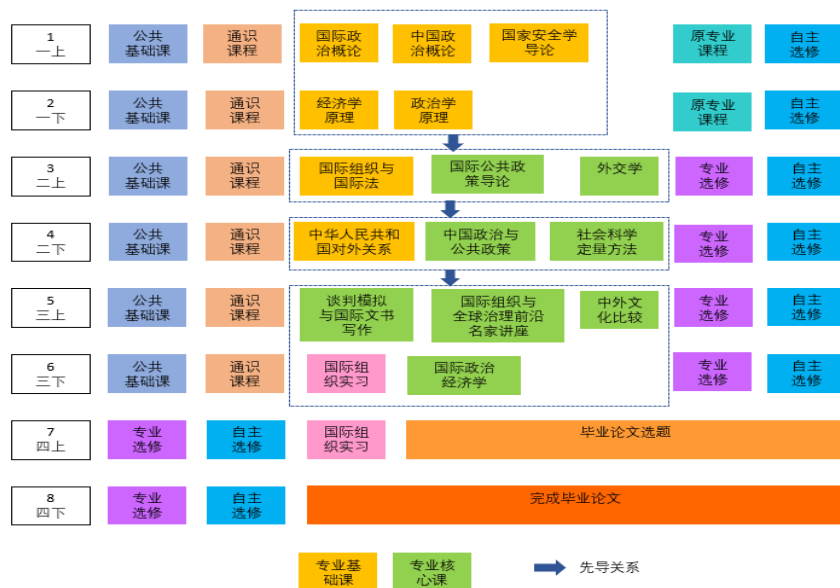 1
一上
公共
基础课
通识
课程
国际政
治概论
中国政
治概论
国家安全学
导论
原专业
课程
自主
选修
2
一下
公共
基础课
通识
课程
经济学
原理
政治学
原理
原专业
课程
自主
选修
3
二上
公共
基础课
通识
课程
国际组织与
国际法
国际公共政
策导论
外交学
专业
选修
自主
选修
4
二下
公共
基础课
通识
课程
中华人民共和
国对外关系
中国政治与
公共政策
社会科学
定量方法
专业
选修
自主
选修
5
三上
公共
基础课
通识
课程
谈判模拟
与国际文书
写作
国际组织与
全球治理前沿
名家讲座
中外文
化比较
专业
选修
自主
选修
6
三下
公共
基础课
通识
课程
国际组
织实习
国际政治
经济学
专业
选修
自主
选修
7
四上
专业
选修
自主
选修
国际组
织实习
毕业论文选题
8
四下
专业
选修
自主
选修
完成毕业论文
专业基
础课
专业核
心课
先导关系